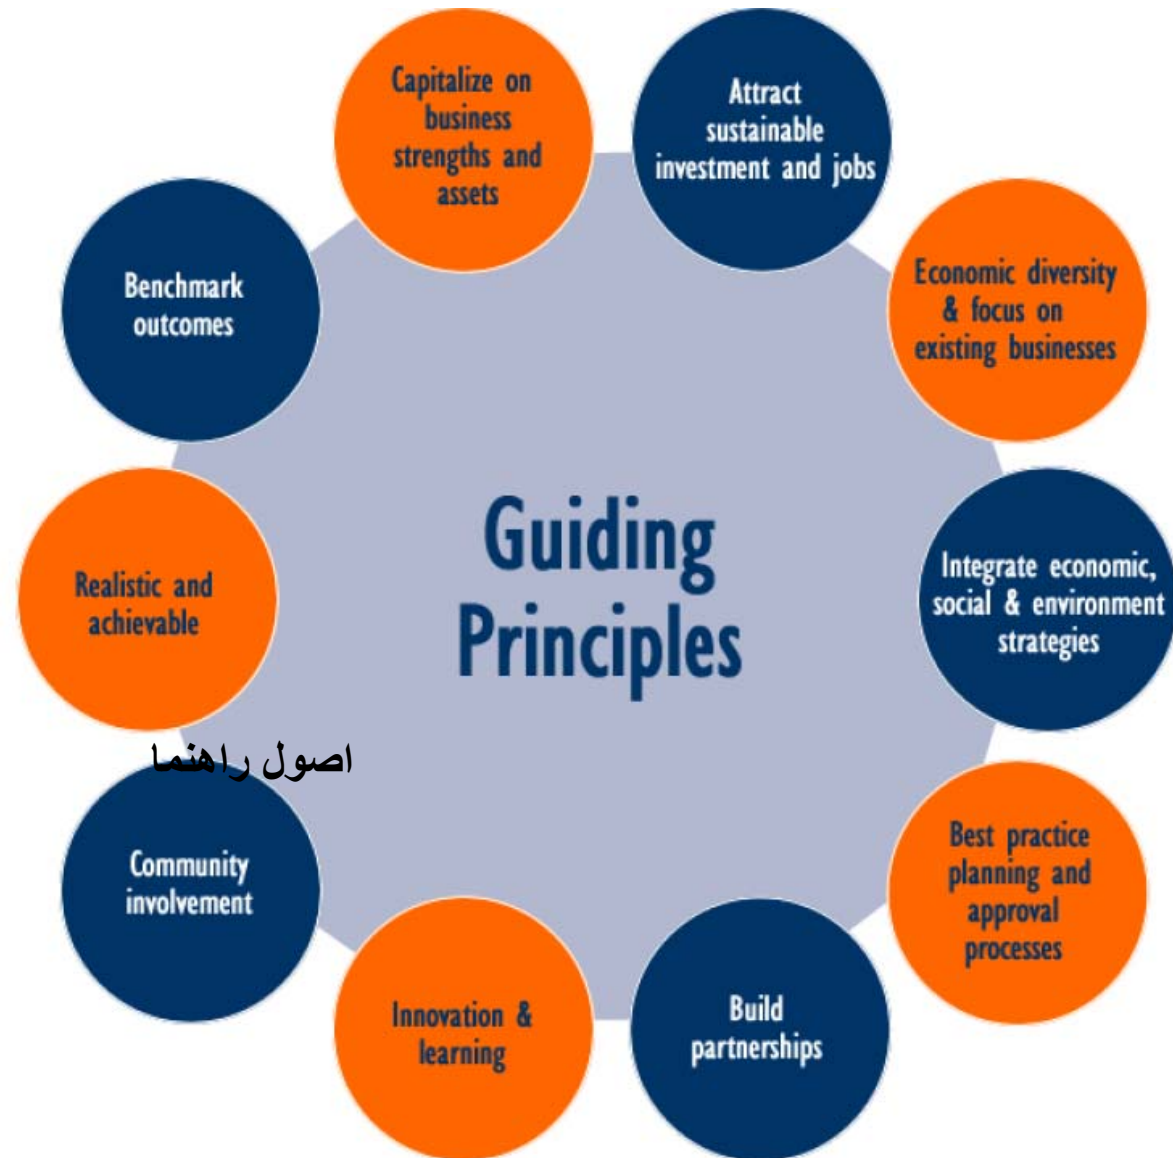 Capitalize on
business
strengths and
assets
Attract
sustainable
investment and jobs
Economic diversity
& focus on
existing businesses
Integrate economic,
social & environment
strategies
Best practice
planning and
approval
processes
Build
partnerships
Innovation &
learning
Community
involvement
Realistic and
achievable
Benchmark
outcomes
Guiding
Principles
اصول راهنما